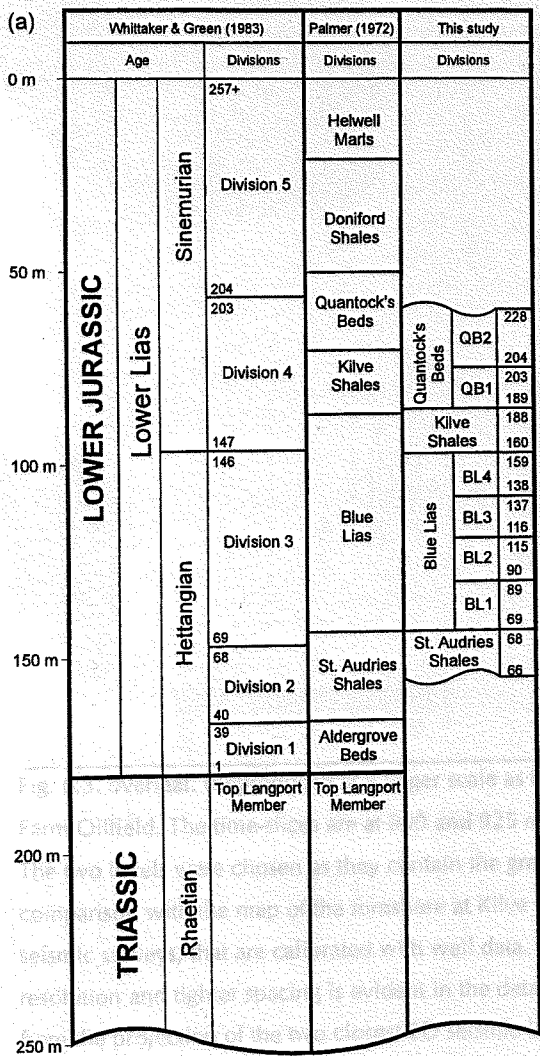 (a)
Whittaker & Green (1983)
Palmer (1972)
This study
Age
Divisions
Divisions
Divisions
0 m
50 m
100 m
150 m
200 m
250 m
LOWER JURASSIC
TRIASSIC
Lower Lias
Sinemurian
Hettangian
Rhaetian
257+
Division 5
204
203
Division 4
147
146
Division 3
69
68
Division 2
40
39
Division 1
1
Top Langport
Member
Helwell
Marls
Doniford
Shales
Quantock's
Beds
Kilve
Shales
Blue
Lias
St. Audries
Shales
Aldergrove
Beds
Top Langport
Member
Quantock's
Beds
QB2
228
204
QB1
203
189
Kilve
Shales
188
160
Blue Lias
BL4
159
138
BL3
137
116
BL2
115
90
BL1
89
69
St. Audries
Shales
68
66